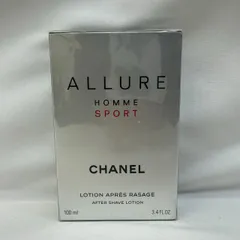 ALLURE
HOMME
SPORT
CHANEL
LOTION APRÈS RASAGE
AFTER SHAVE LOTION
100 ml 3.4 FL.OZ